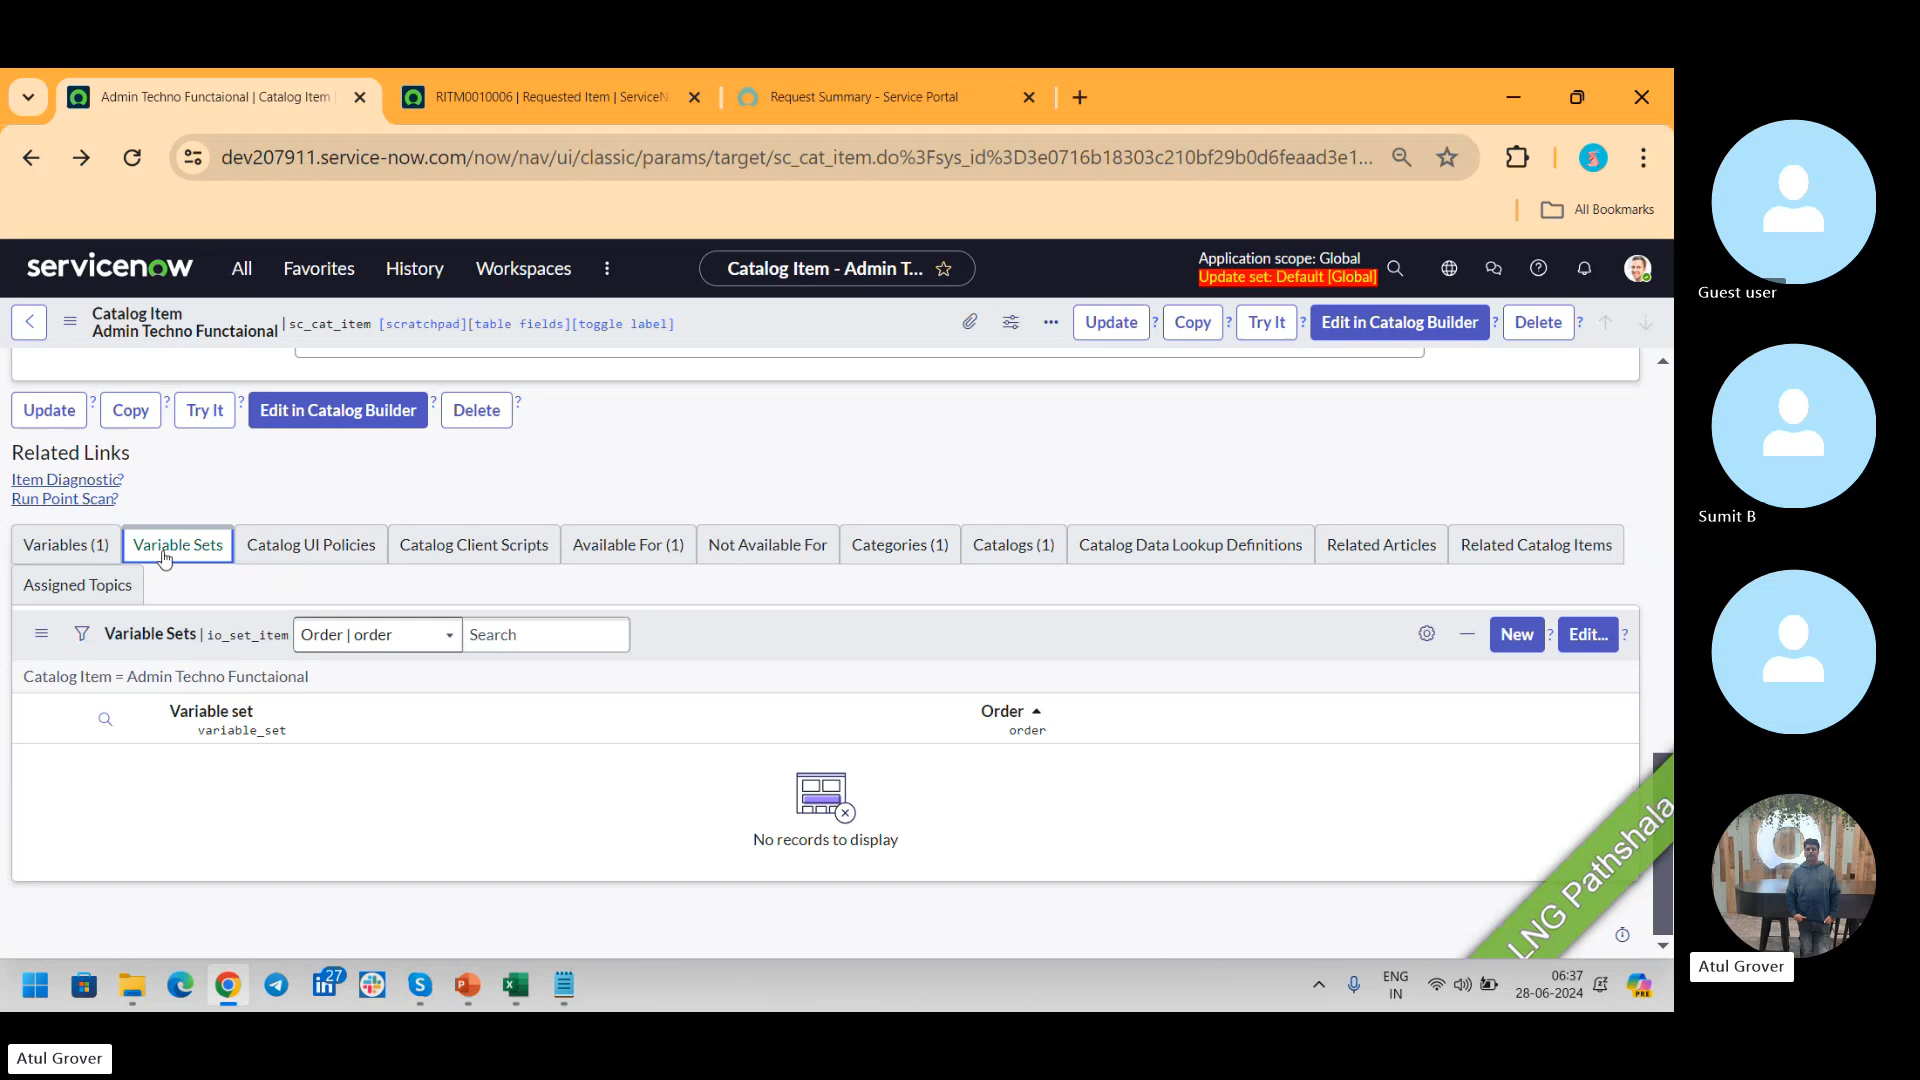 Admin Techno Functaional | Catalog Item
RITM0010006 | Requested Item | ServiceN
Request Summary - Service Portal
dev207911.service-now.com/now/nav/ui/classic/params/target/sc_cat_item.do%3Fsys_id%3D3e0716b18303c210bf29b0d6feaad3e1...
All Bookmarks
servicenow
All
Favorites
History
Workspaces
Catalog Item - Admin T...
Application scope: Global
Update set: Default [Global]
Catalog Item
Admin Techno Functaional
|sc_cat_item [scratchpad][table fields][toggle label]
Update ? Copy ? Try It ? Edit in Catalog Builder ? Delete ?
Update ? Copy ? Try It ? Edit in Catalog Builder ? Delete ?
Related Links
Item Diagnostic?
Run Point Scan?
Variables (1)
Variable Sets
Catalog UI Policies
Catalog Client Scripts
Available For (1)
Not Available For
Categories (1)
Catalogs (1)
Catalog Data Lookup Definitions
Related Articles
Related Catalog Items
Assigned Topics
Variable Sets | io_set_item
Order | order
Search
New ? Edit... ?
Catalog Item = Admin Techno Functaional
Variable set
variable_set
Order
order
No records to display
LNG Pathshala
27
ENG
IN
06:37
28-06-2024
PRE
Guest user
Sumit B
Atul Grover
Atul Grover